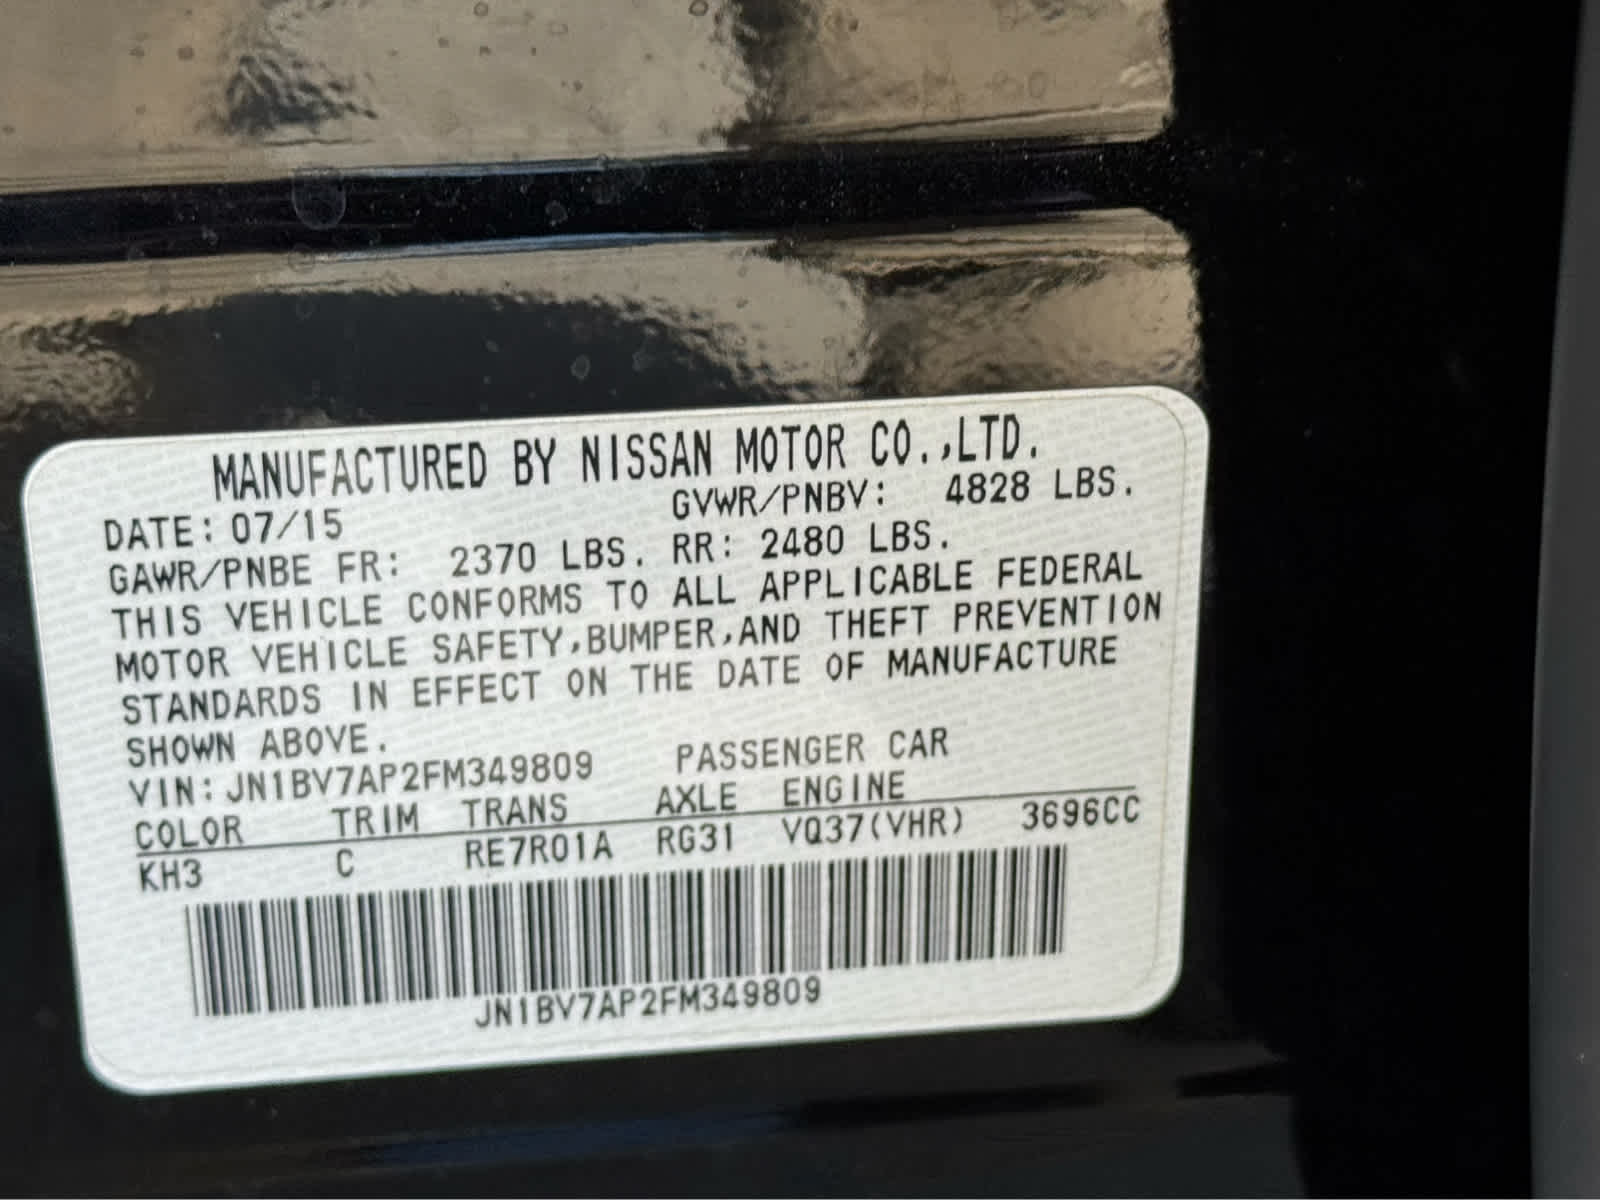 MANUFACTURED BY NISSAN MOTOR CO.,LTD.
DATE: 07/15 GVWR/PNBV: 4828 LBS.
GAWR/PNBE FR: 2370 LBS. RR: 2480 LBS.
THIS VEHICLE CONFORMS TO ALL APPLICABLE FEDERAL
MOTOR VEHICLE SAFETY,BUMPER,AND THEFT PREVENTION
STANDARDS IN EFFECT ON THE DATE OF MANUFACTURE
SHOWN ABOVE.
VIN: JN1BV7AP2FM349809 PASSENGER CAR
COLOR TRIM TRANS AXLE ENGINE
KH3 C RE7R01A RG31 VQ37(VHR) 3696CC
JN1BV7AP2FM349809